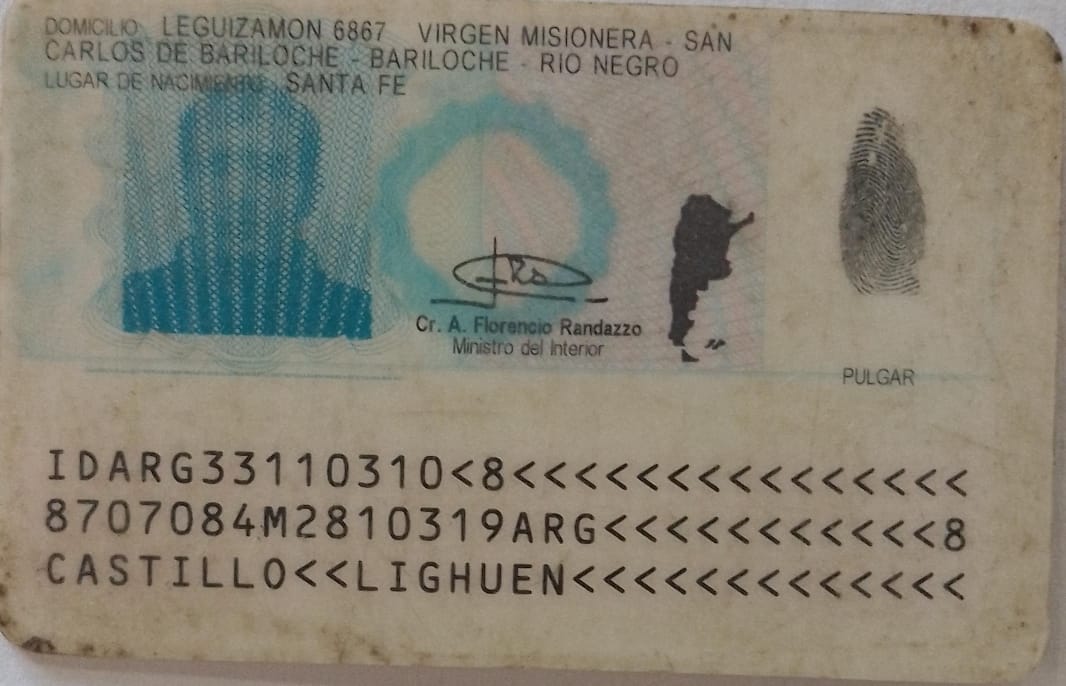 DOMICILIO LEGUIZAMON 6867 VIRGEN MISIONERA - SAN
CARLOS DE BARILOCHE - BARILOCHE - RIO NEGRO
LUGAR DE NACIMIENTO SANTA FE
Cr. A. Florencio Randazzo
Ministro del Interior
PULGAR
IDARG33110310<8<<<<<<<<<<<<<<<
8707084M2810319ARG<<<<<<<<<<<8
CASTILLO<<LIGHUEN<<<<<<<<<<<<<